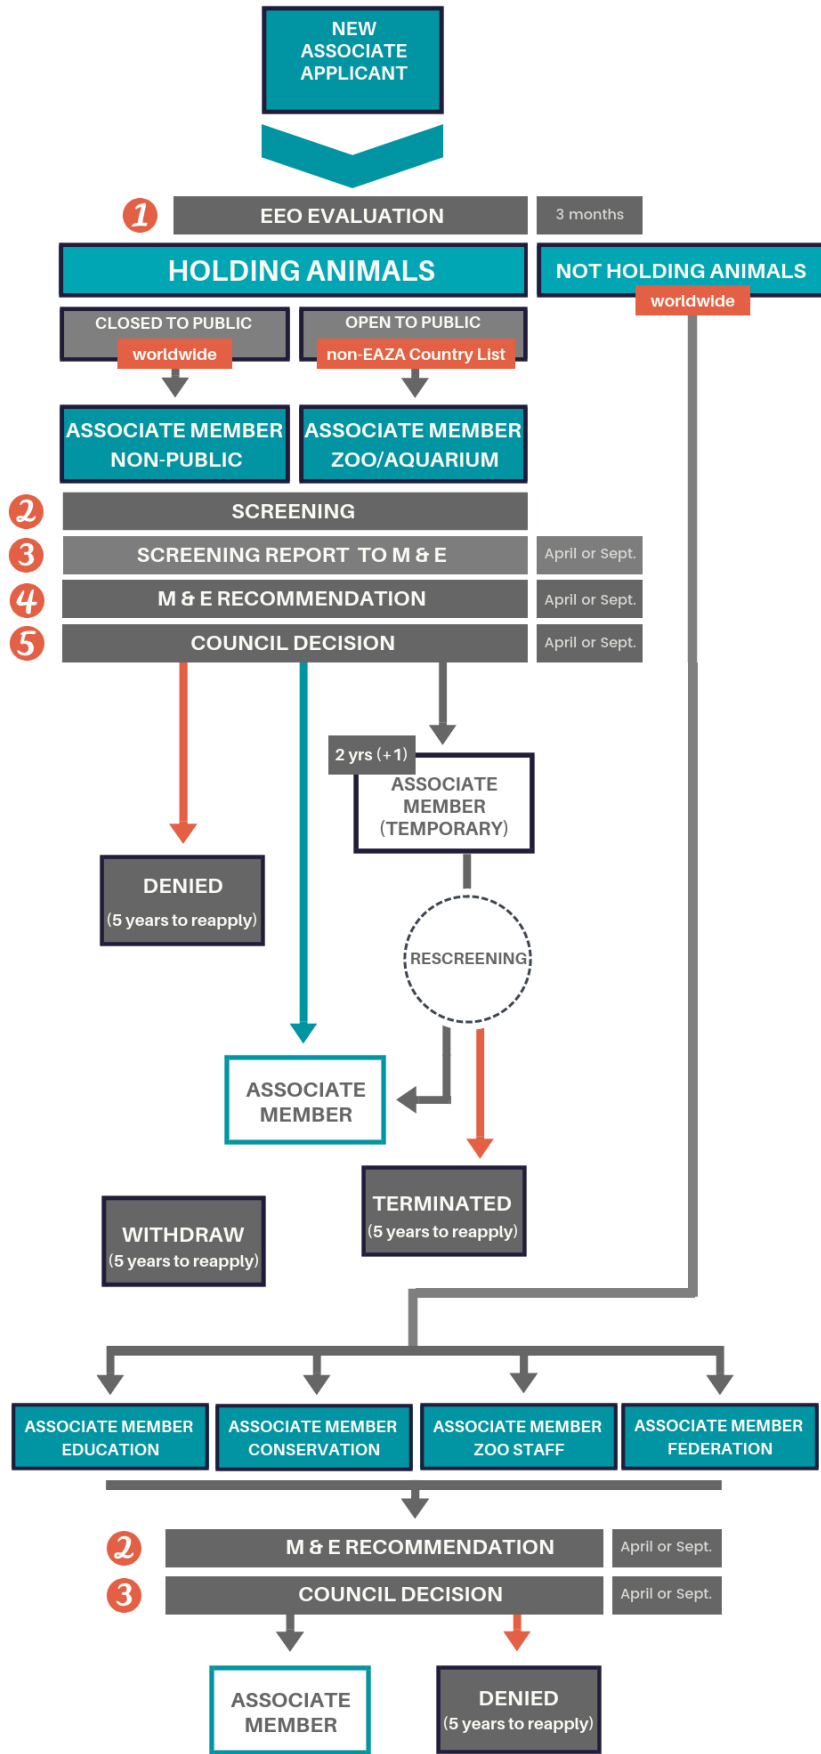 NEW
ASSOCIATE
APPLICANT
1
EEO EVALUATION
3 months
HOLDING ANIMALS
NOT HOLDING ANIMALS
worldwide
CLOSED TO PUBLIC
worldwide
OPEN TO PUBLIC
non-EAZA Country List
ASSOCIATE MEMBER
NON-PUBLIC
ASSOCIATE MEMBER
ZOO/AQUARIUM
2
SCREENING
3
SCREENING REPORT TO M & E
April or Sept.
4
M & E RECOMMENDATION
April or Sept.
5
COUNCIL DECISION
April or Sept.
2 yrs (+1)
ASSOCIATE
MEMBER
(TEMPORARY)
DENIED
(5 years to reapply)
RESCREENING
ASSOCIATE
MEMBER
TERMINATED
(5 years to reapply)
WITHDRAW
(5 years to reapply)
ASSOCIATE MEMBER
EDUCATION
ASSOCIATE MEMBER
CONSERVATION
ASSOCIATE MEMBER
ZOO STAFF
ASSOCIATE MEMBER
FEDERATION
2
M & E RECOMMENDATION
April or Sept.
3
COUNCIL DECISION
April or Sept.
ASSOCIATE
MEMBER
DENIED
(5 years to reapply)